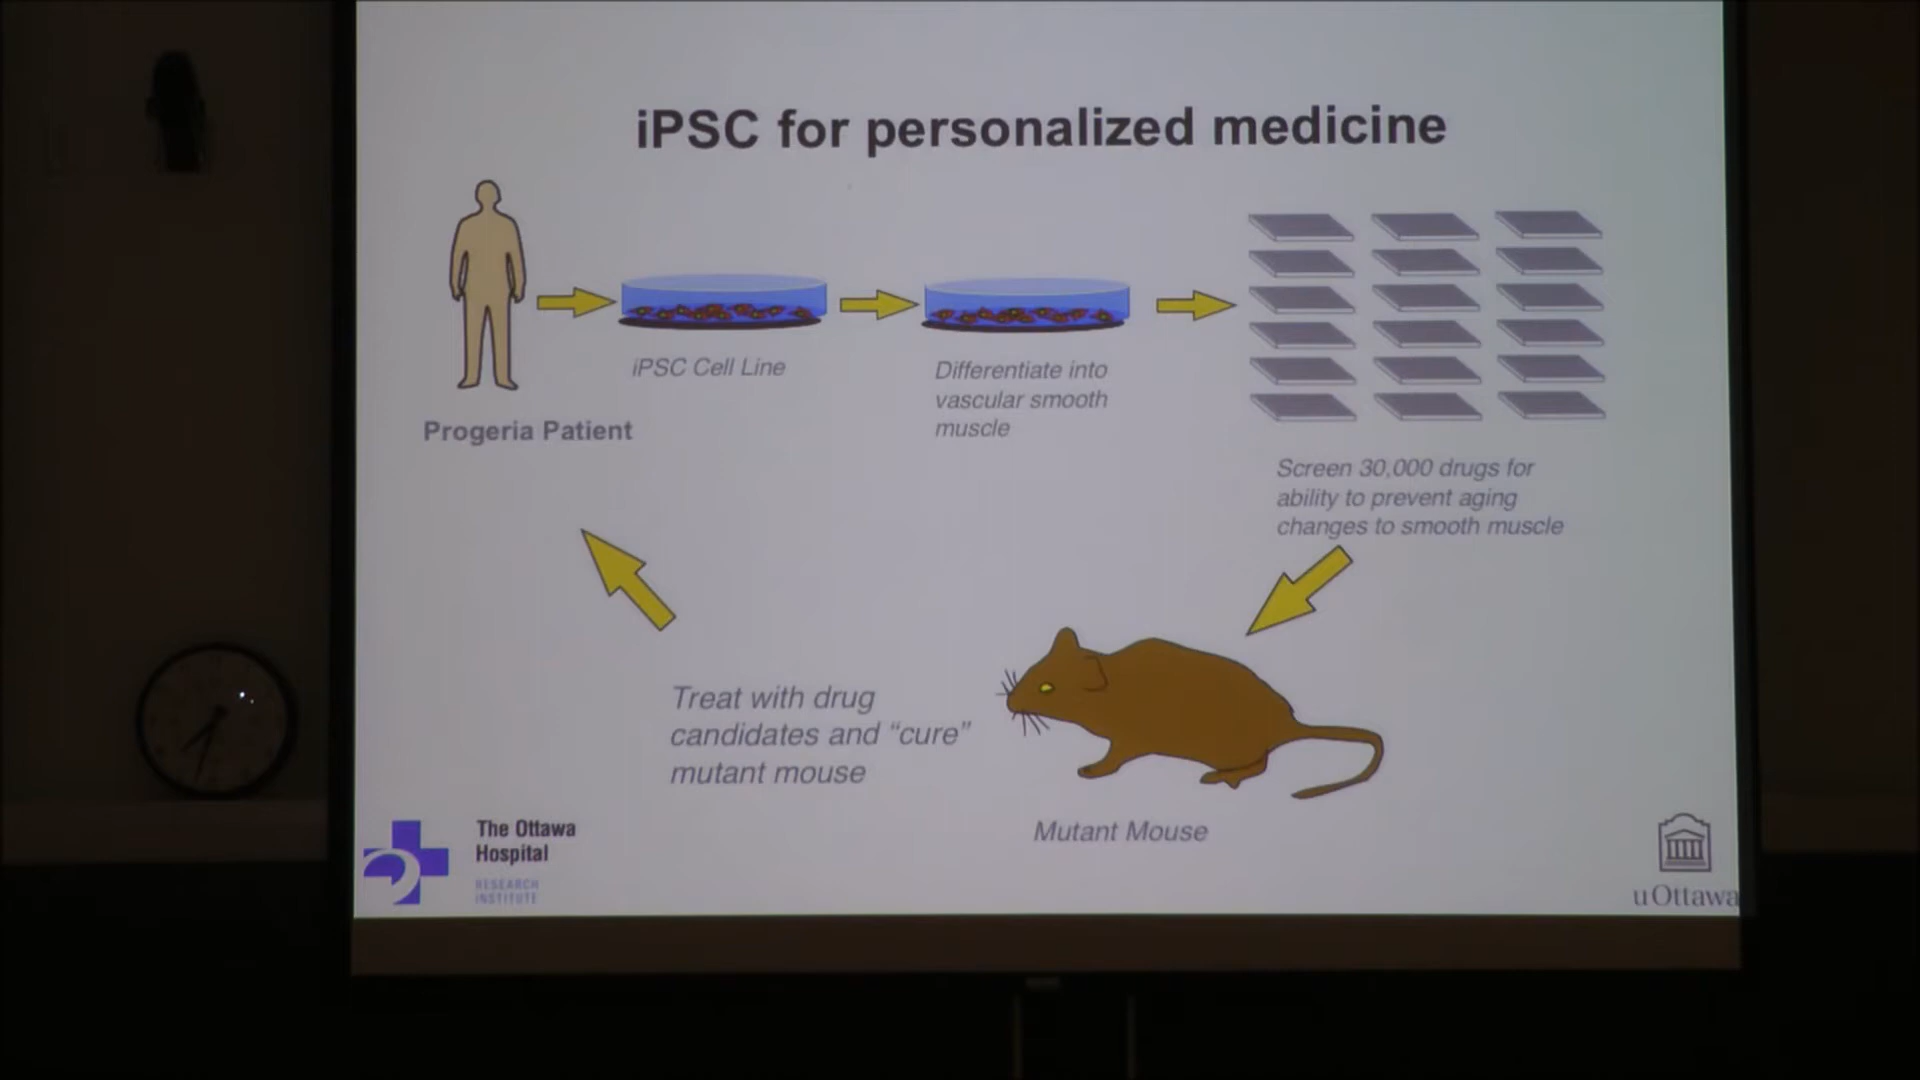 iPSC for personalized medicine
Progeria Patient
iPSC Cell Line
Differentiate into
vascular smooth
muscle
Screen 30,000 drugs for
ability to prevent aging
changes to smooth muscle
Treat with drug
candidates and “cure”
mutant mouse
Mutant Mouse
The Ottawa
Hospital
RESEARCH
INSTITUTE
uOttawa